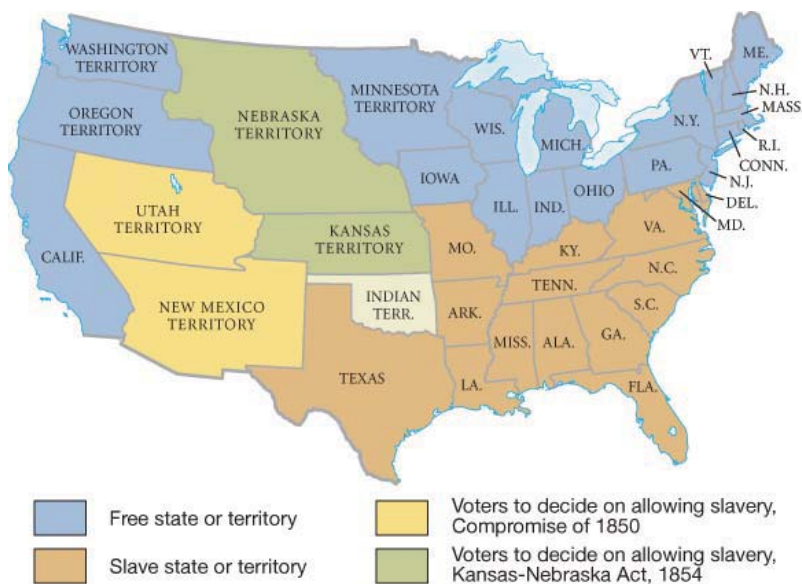 WASHINGTON
TERRITORY
OREGON
TERRITORY
NEBRASKA
TERRITORY
MINNESOTA
TERRITORY
WIS.
MICH.
VT.
ME.
N.H.
MASS.
N.Y.
R.I.
CONN.
PA.
N.J.
DEL.
MD.
IOWA
ILL.
IND.
OHIO
UTAH
TERRITORY
KANSAS
TERRITORY
CALIF.
MO.
KY.
VA.
NEW MEXICO
TERRITORY
INDIAN
TERR.
TENN.
N.C.
ARK.
S.C.
MISS.
ALA.
GA.
TEXAS
LA.
FLA.
Free state or territory
Slave state or territory
Voters to decide on allowing slavery,
Compromise of 1850
Voters to decide on allowing slavery,
Kansas-Nebraska Act, 1854